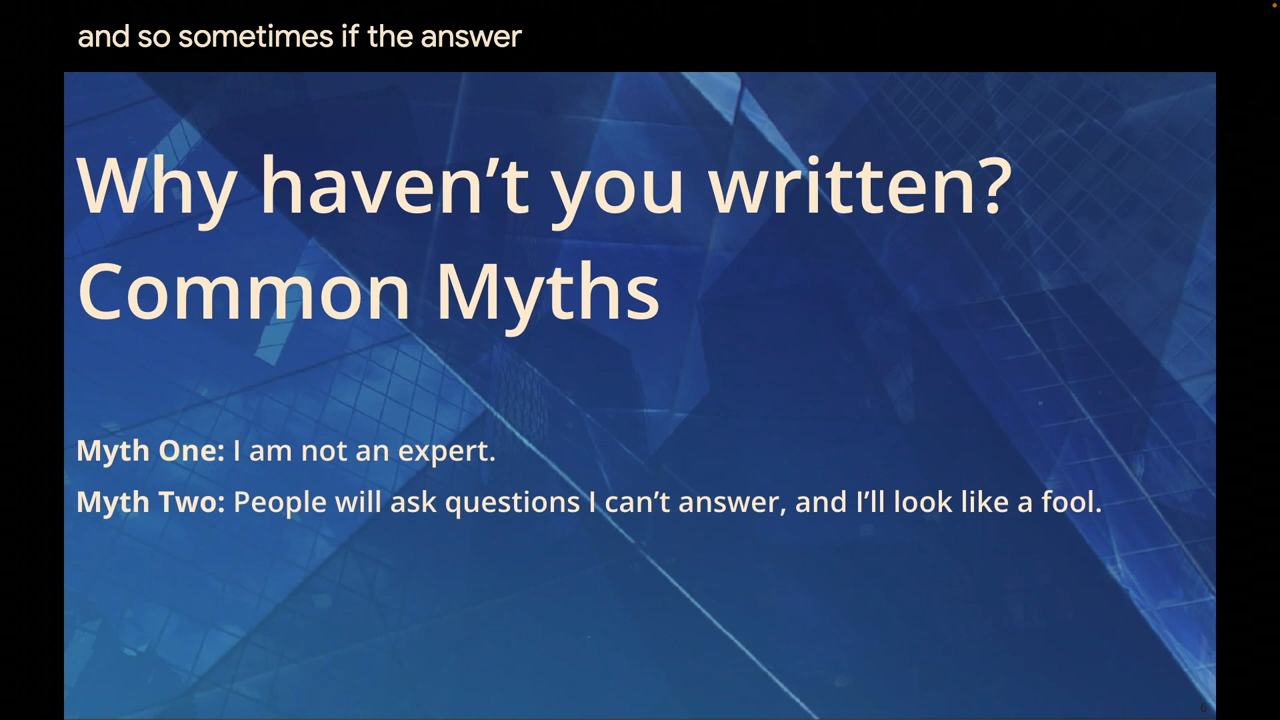 and so sometimes if the answer
Why haven’t you written?
Common Myths
Myth One: I am not an expert.
Myth Two: People will ask questions I can’t answer, and I’ll look like a fool.
6